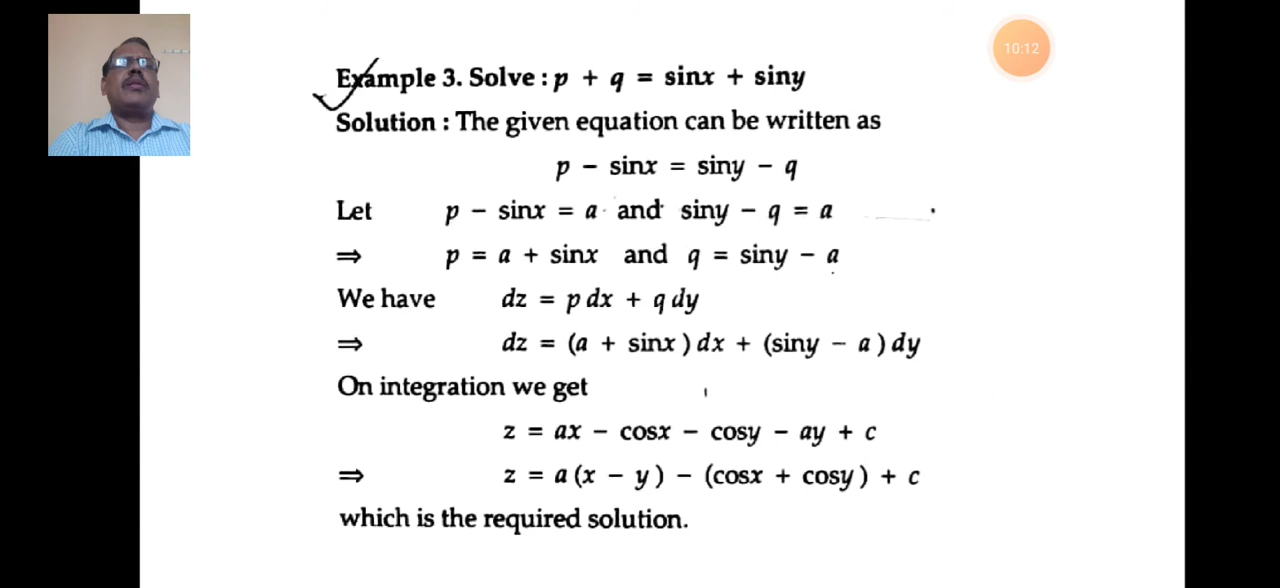 10:12
Example 3. Solve : p + q = sinx + siny
Solution : The given equation can be written as
p − sinx = siny − q
Let p − sinx = a and siny − q = a
⇒ p = a + sinx and q = siny − a
We have dz = p dx + q dy
⇒ dz = (a + sinx ) dx + (siny − a ) dy
On integration we get
z = ax − cosx − cosy − ay + c
⇒ z = a (x − y ) − (cosx + cosy ) + c
which is the required solution.